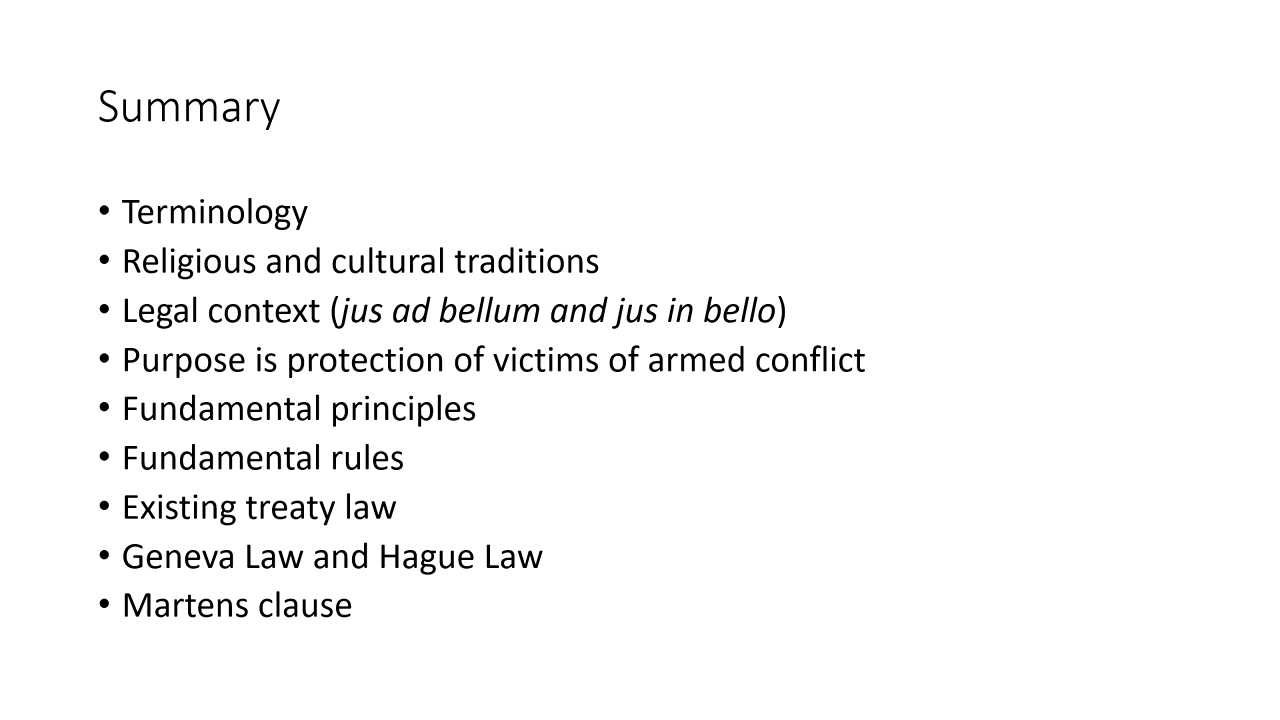 Summary
• Terminology
• Religious and cultural traditions
• Legal context (jus ad bellum and jus in bello)
• Purpose is protection of victims of armed conflict
• Fundamental principles
• Fundamental rules
• Existing treaty law
• Geneva Law and Hague Law
• Martens clause